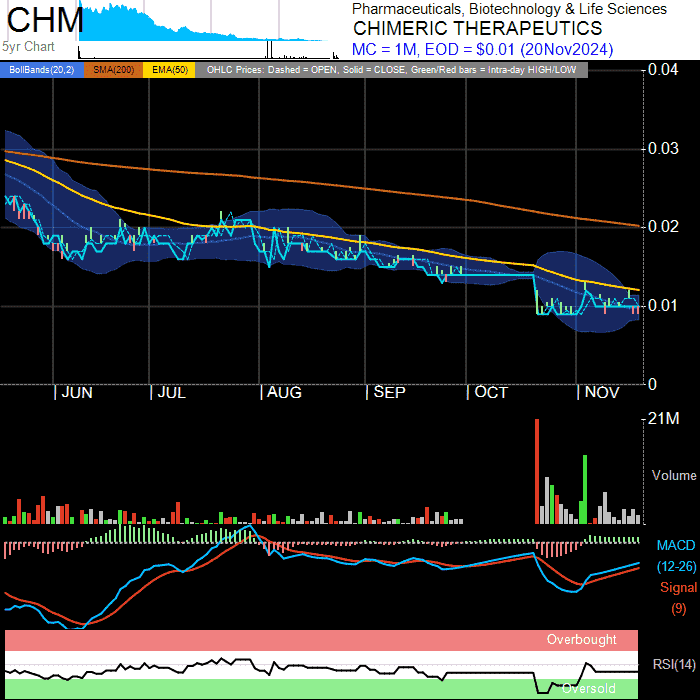 CHM
5yr Chart
Pharmaceuticals, Biotechnology & Life Sciences
CHIMERIC THERAPEUTICS
MC = 1M, EOD = $0.01 (20Nov2024)
BollBands(20,2) SMA(200) EMA(50) OHLC Prices: Dashed = OPEN, Solid = CLOSE, Green/Red bars = Intra-day HIGH/LOW
0.04
0.03
0.02
0.01
0
| JUN | JUL | AUG | SEP | OCT | NOV
21M
Volume
MACD
(12-26)
Signal
(9)
Overbought
RSI(14)
Oversold